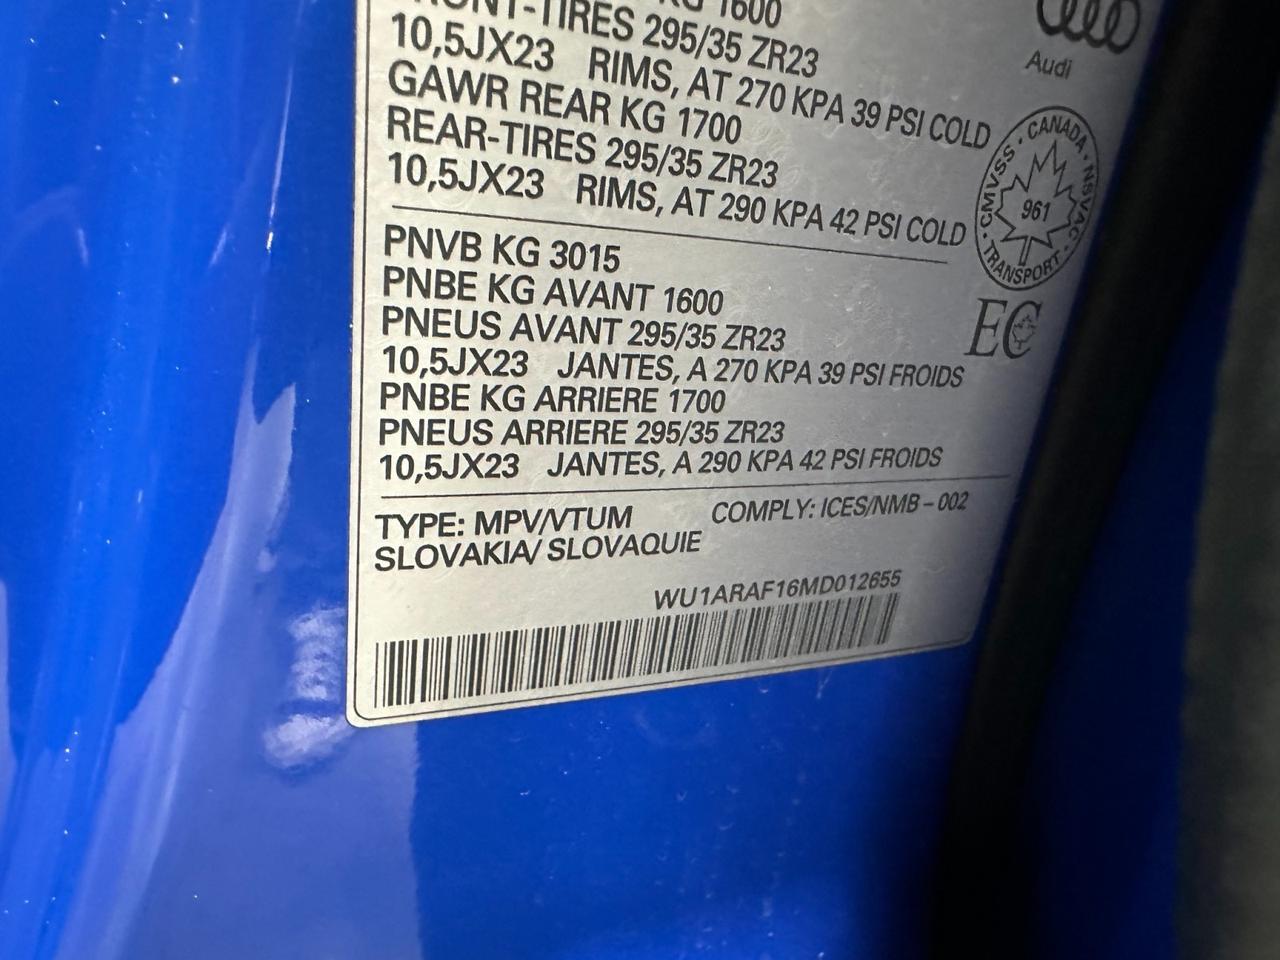 KG 1600
FRONT-TIRES 295/35 ZR23
10,5JX23 RIMS, AT 270 KPA 39 PSI COLD
GAWR REAR KG 1700
REAR-TIRES 295/35 ZR23
10,5JX23 RIMS, AT 290 KPA 42 PSI COLD
PNVB KG 3015
PNBE KG AVANT 1600
PNEUS AVANT 295/35 ZR23
10,5JX23 JANTES, A 270 KPA 39 PSI FROIDS
PNBE KG ARRIERE 1700
PNEUS ARRIERE 295/35 ZR23
10,5JX23 JANTES, A 290 KPA 42 PSI FROIDS
TYPE: MPV/VTUM COMPLY: ICES/NMB-002
SLOVAKIA/ SLOVAQUIE
WU1ARAF16MD012655
Audi
CMVSS · CANADA · NSVAC · TRANSPORT ·
961
EC